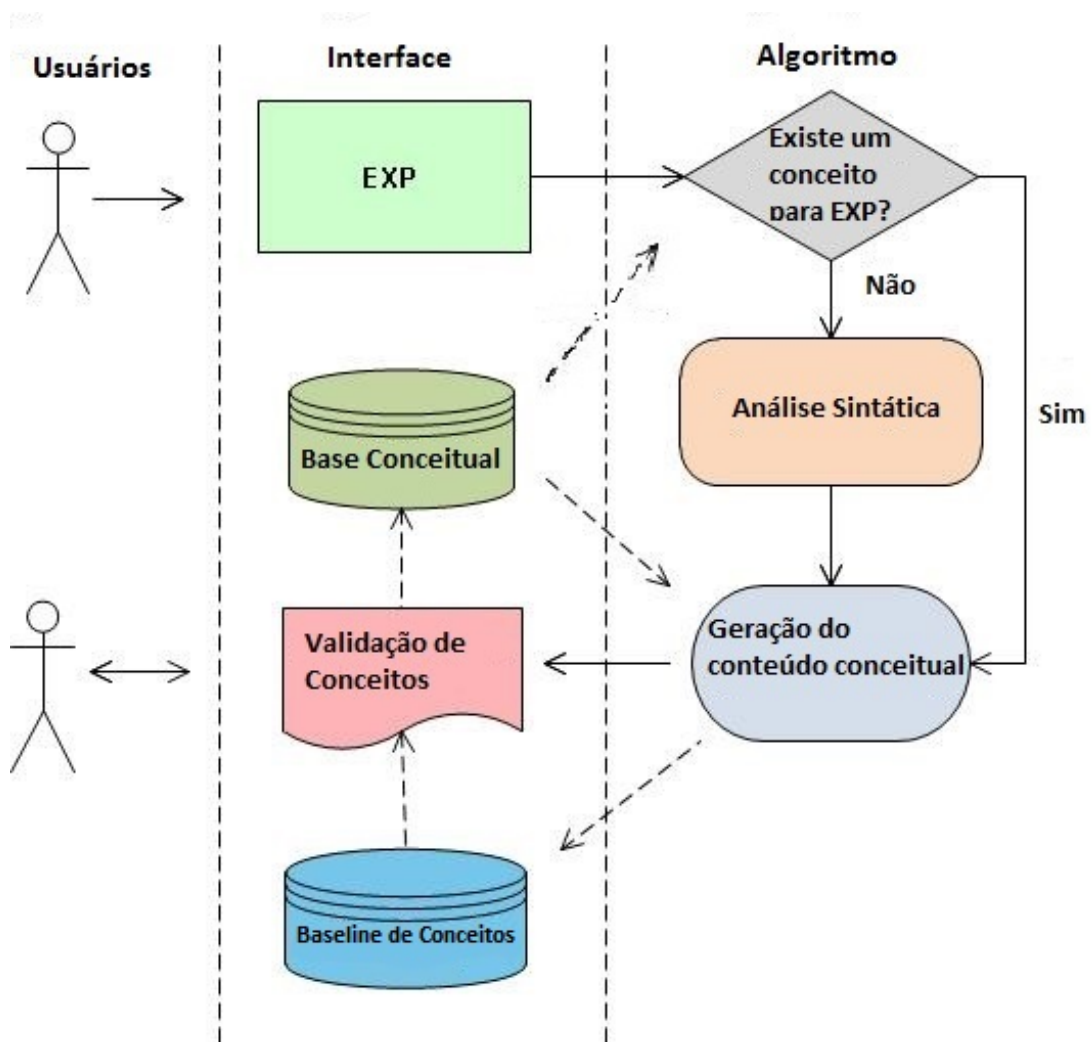 Usuários
Interface
Algoritmo
EXP
Existe um
conceito
para EXP?
Não
Base Conceitual
Análise Sintática
Sim
Validação de
Conceitos
Geração do
conteúdo conceitual
Baseline de Conceitos